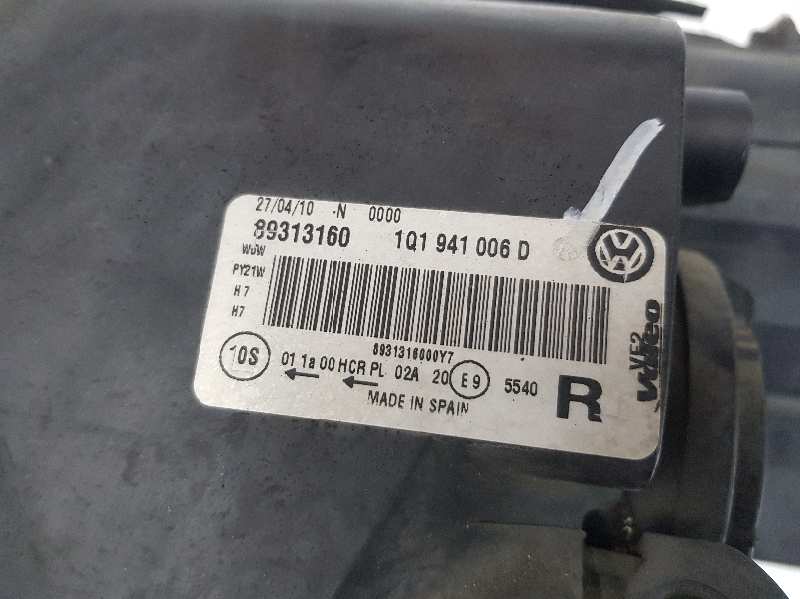 27/04/10 -N 0000
89313160 1Q1 941 006 D
W5W
PY21W
H7
H7
8931316000Y7
10S
01 1a 00 HCR PL 02A 20 E9 5540
MADE IN SPAIN
R
VE2
Valeo